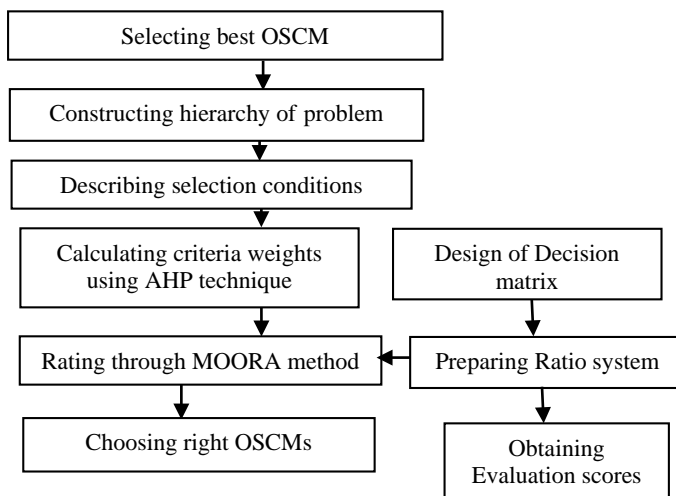 Selecting best OSCM
Constructing hierarchy of problem
Describing selection conditions
Calculating criteria weights
using AHP technique
Design of Decision
matrix
Rating through MOORA method
Preparing Ratio system
Choosing right OSCMs
Obtaining
Evaluation scores